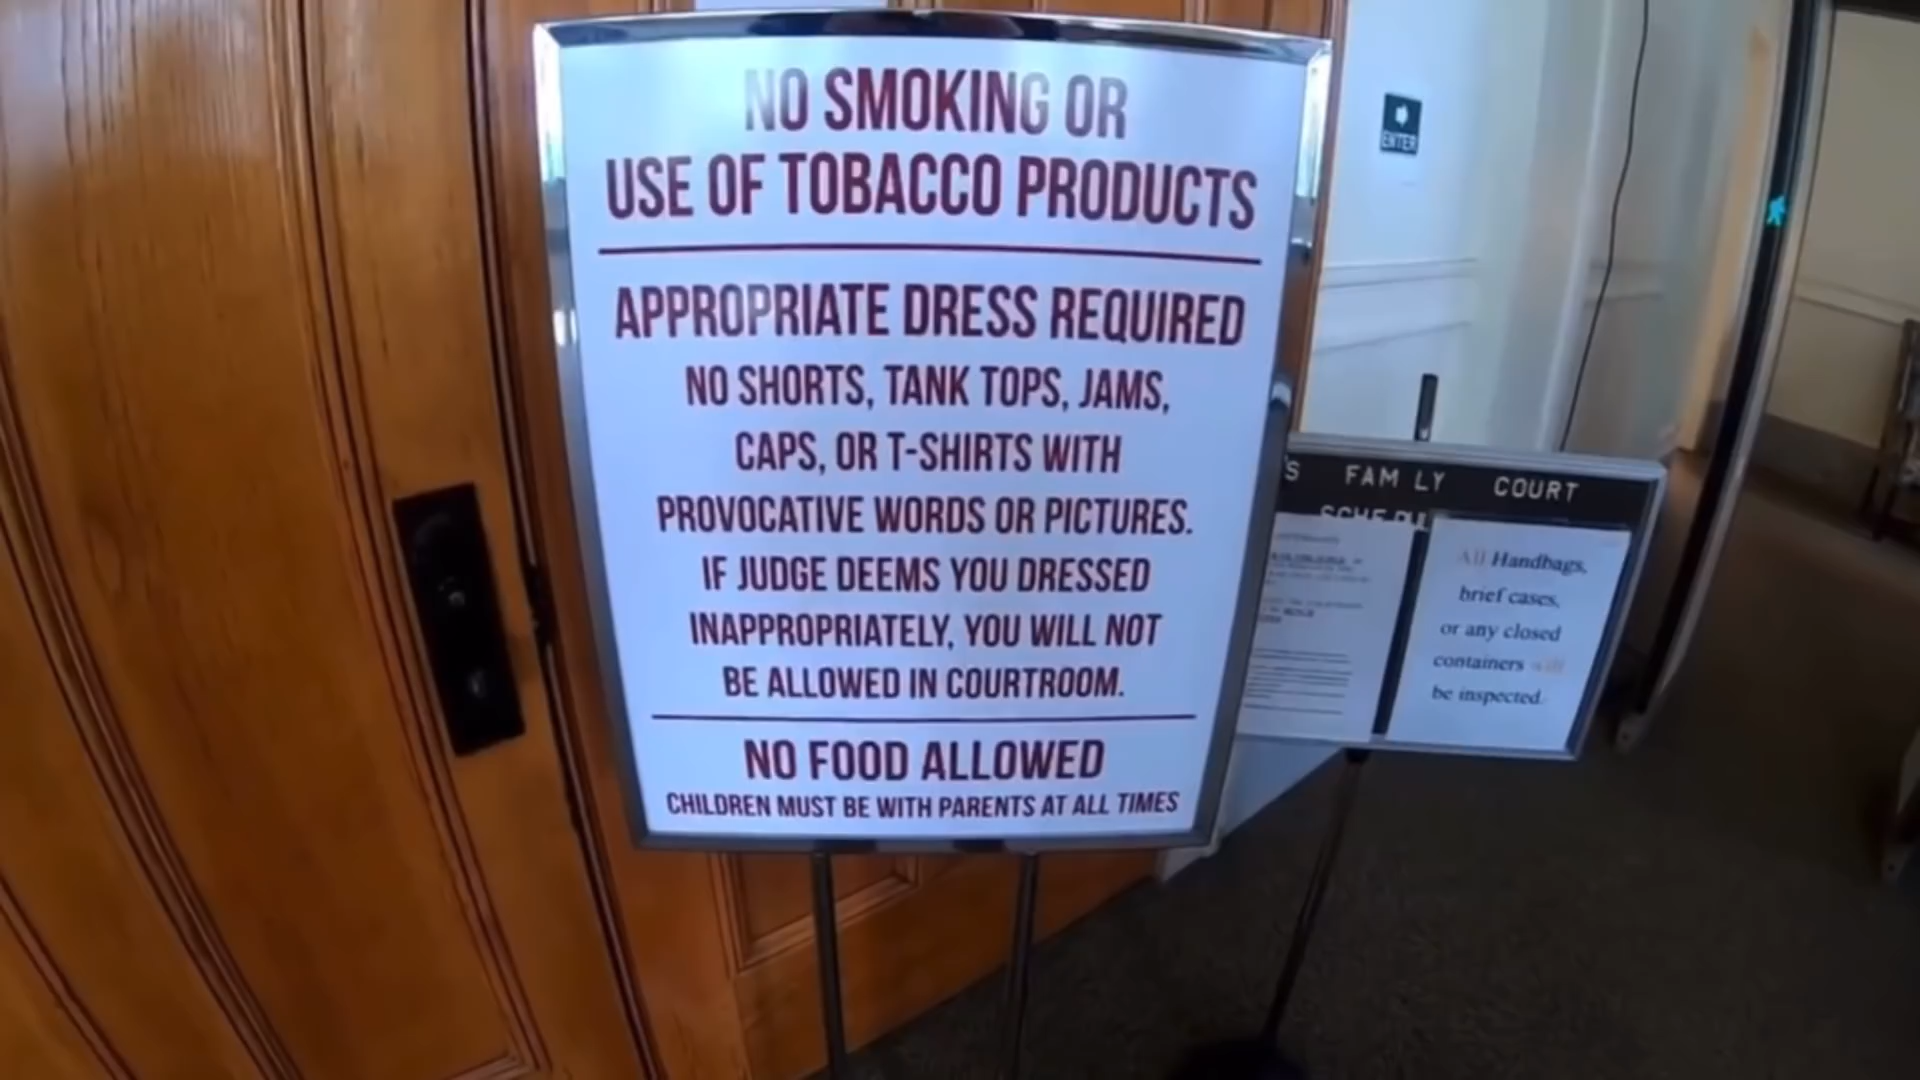 NO SMOKING OR
USE OF TOBACCO PRODUCTS
APPROPRIATE DRESS REQUIRED
NO SHORTS, TANK TOPS, JAMS,
CAPS, OR T-SHIRTS WITH
PROVOCATIVE WORDS OR PICTURES.
IF JUDGE DEEMS YOU DRESSED
INAPPROPRIATELY, YOU WILL NOT
BE ALLOWED IN COURTROOM.
NO FOOD ALLOWED
CHILDREN MUST BE WITH PARENTS AT ALL TIMES
ENTER
'S FAM LY COURT
All Handbags,
brief cases,
or any closed
containers will
be inspected.